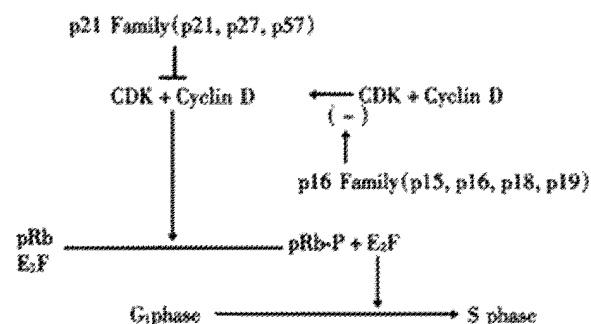 p21 Family(p21, p27, p57)
CDK + Cyclin D
CDK + Cyclin D
( - )
p16 Family(p15, p16, p18, p19)
pRb
E₂F
pRb-P + E₂F
G₁phase
S phase